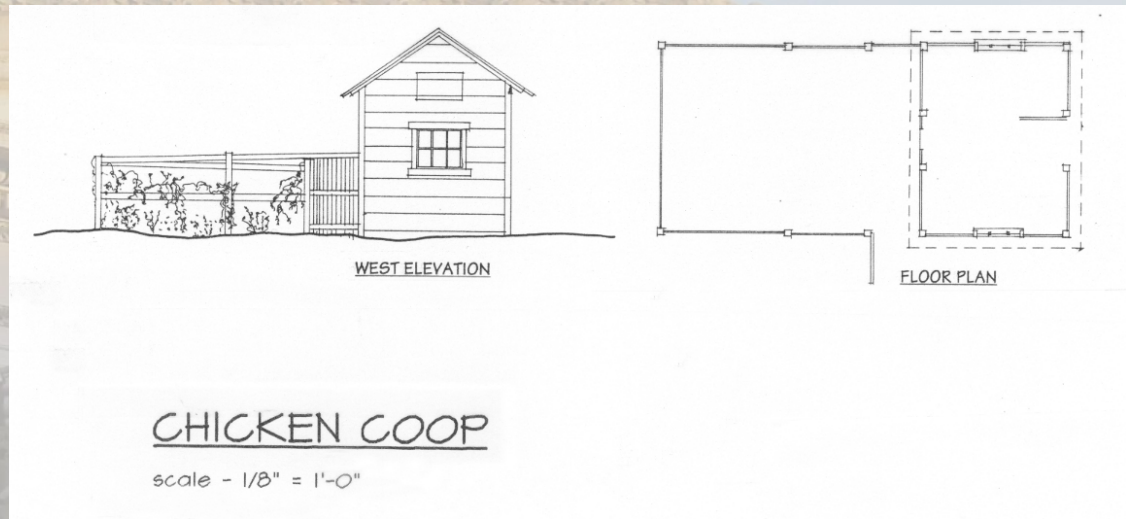 WEST ELEVATION
FLOOR PLAN
CHICKEN COOP
scale - 1/8" = 1'-0"